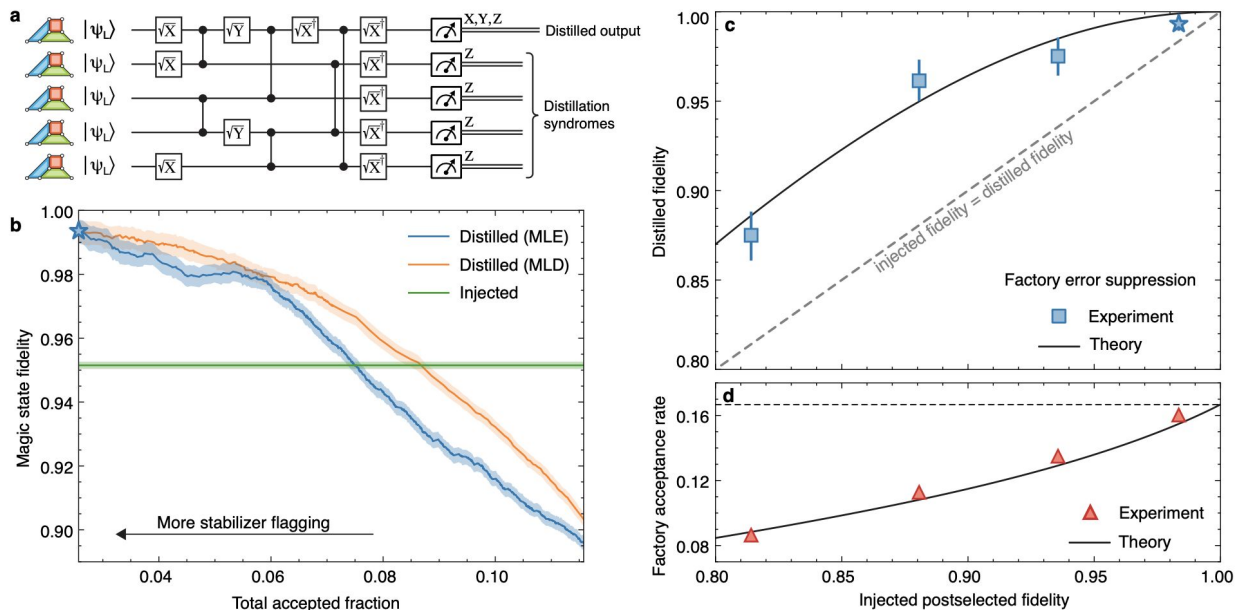 a
|ψL⟩ √X √Y √X† X,Y,Z Distilled output
|ψL⟩ √X √X† Z
|ψL⟩ √X† Z
|ψL⟩ √Y √X† Z
|ψL⟩ √X √X† Z
Distillation
syndromes
b
Magic state fidelity
1.00
0.98
0.96
0.94
0.92
0.90
Distilled (MLE)
Distilled (MLD)
Injected
More stabilizer flagging
0.04 0.06 0.08 0.10
Total accepted fraction
c
Distilled fidelity
1.00
0.95
0.90
0.85
0.80
injected fidelity = distilled fidelity
Factory error suppression
Experiment
Theory
d
Factory acceptance rate
0.16
0.12
0.08
Experiment
Theory
0.80 0.85 0.90 0.95 1.00
Injected postselected fidelity